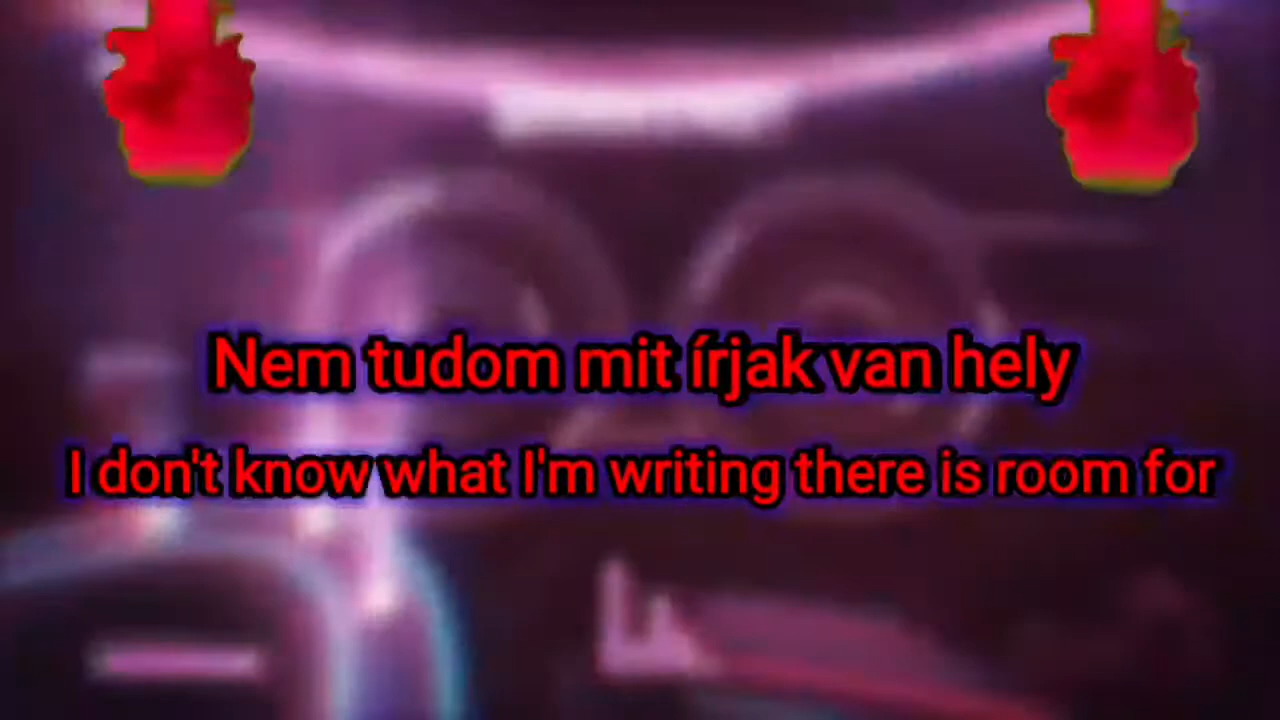 Nem tudom mit írjak van hely
I don't know what I'm writing there is room for